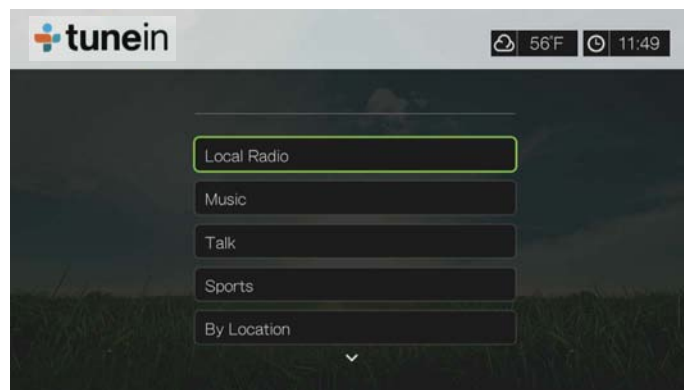 tunein
56°F 11:49
Local Radio
Music
Talk
Sports
By Location